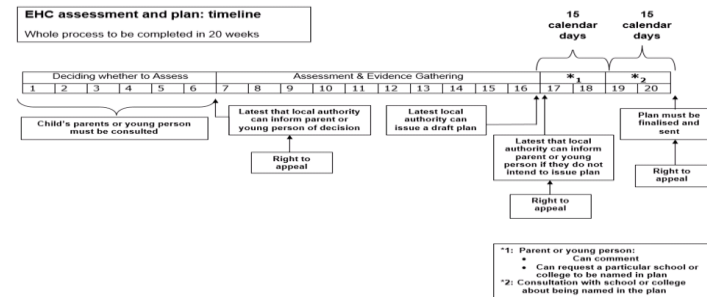 EHC assessment and plan: timeline
Whole process to be completed in 20 weeks
15
calendar
days
15
calendar
days
Deciding whether to Assess
Assessment & Evidence Gathering
*1
*2
1 2 3 4 5 6 7 8 9 10 11 12 13 14 15 16 17 18 19 20
Child's parents or young person
must be consulted
Latest that local authority
can inform parent or
young person of decision
Right to
appeal
Latest local
authority can
issue a draft plan
Latest that local
authority can inform
parent or young
person if they do not
intend to issue plan
Right to
appeal
Plan must be
finalised and
sent
Right to
appeal
*1: Parent or young person:
• Can comment
• Can request a particular school or
college to be named in plan
*2: Consultation with school or college
about being named in the plan